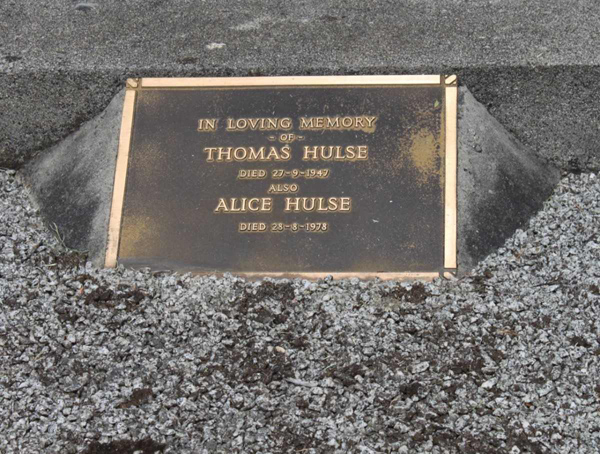 IN LOVING MEMORY
~ OF ~
THOMAS HULSE
DIED 27~9~1947
ALSO
ALICE HULSE
DIED 28~8~1978